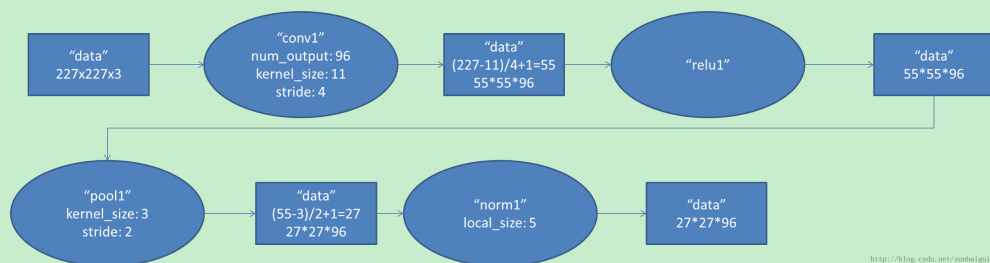 “data”
227x227x3
“conv1”
num_output: 96
kernel_size: 11
stride: 4
“data”
(227-11)/4+1=55
55*55*96
“relu1”
“data”
55*55*96
“pool1”
kernel_size: 3
stride: 2
“data”
(55-3)/2+1=27
27*27*96
“norm1”
local_size: 5
“data”
27*27*96
http://blog.csdn.net/sunbaigui